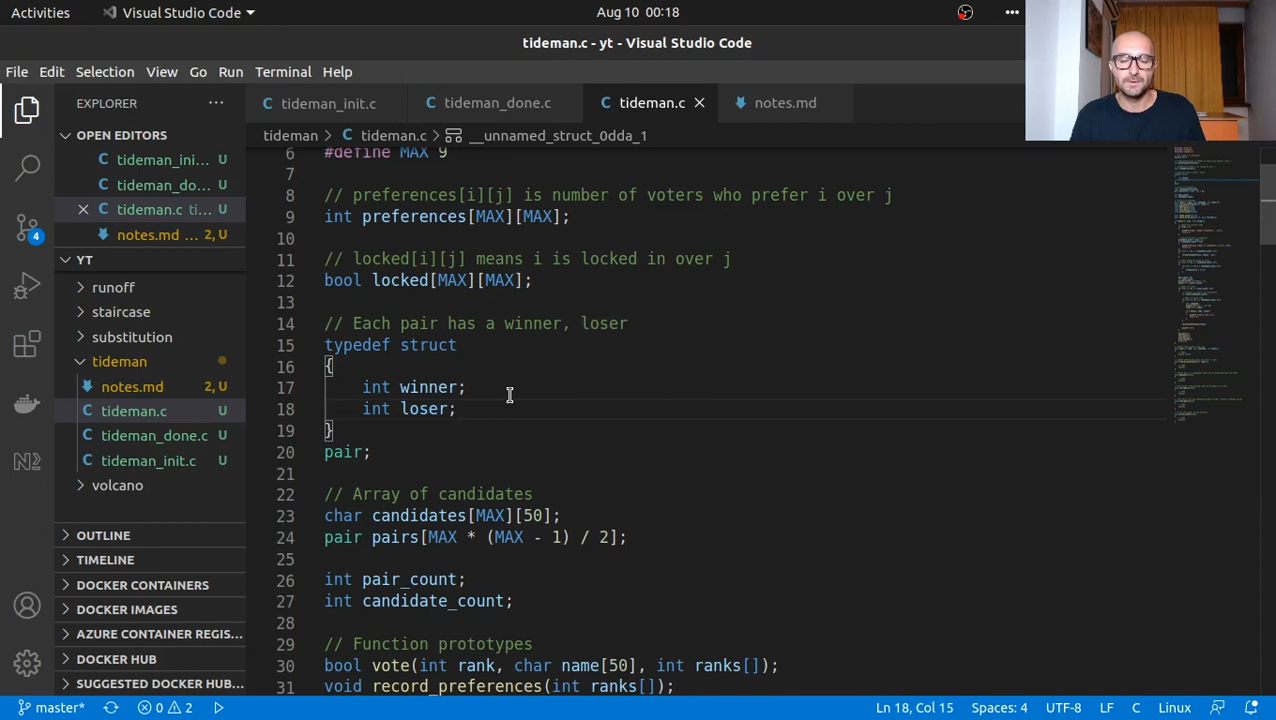 Activities
Visual Studio Code
Aug 10 00:18
tideman.c - yt - Visual Studio Code
File Edit Selection View Go Run Terminal Help
EXPLORER
tideman_init.c
tideman_done.c
tideman.c
notes.md
OPEN EDITORS
tideman > C tideman.c > __unnamed_struct_0dda_1
C tideman_ini... U
C tideman_do... U
C tideman.c ti... U
notes.md ... 2, U
YT
runoff
staircase
substitution
tideman
notes.md 2, U
C tideman.c U
C tideman_done.c U
C tideman_init.c U
volcano
OUTLINE
TIMELINE
DOCKER CONTAINERS
DOCKER IMAGES
AZURE CONTAINER REGIS...
DOCKER HUB
SUGGESTED DOCKER HUB...
4
6 #define MAX 9
7
8 // preferences[i][j] is number of voters who prefer i over j
9 int preferences[MAX][MAX];
10
11 // locked[i][j] means i is locked in over j
12 bool locked[MAX][MAX];
13
14 // Each pair has a winner, loser
15 typedef struct
16 {
17 int winner;
18 int loser;
19 }
20 pair;
21
22 // Array of candidates
23 char candidates[MAX][50];
24 pair pairs[MAX * (MAX - 1) / 2];
25
26 int pair_count;
27 int candidate_count;
28
29 // Function prototypes
30 bool vote(int rank, char name[50], int ranks[]);
31 void record_preferences(int ranks[]);
master* 0 2 Ln 18, Col 15 Spaces: 4 UTF-8 LF C Linux